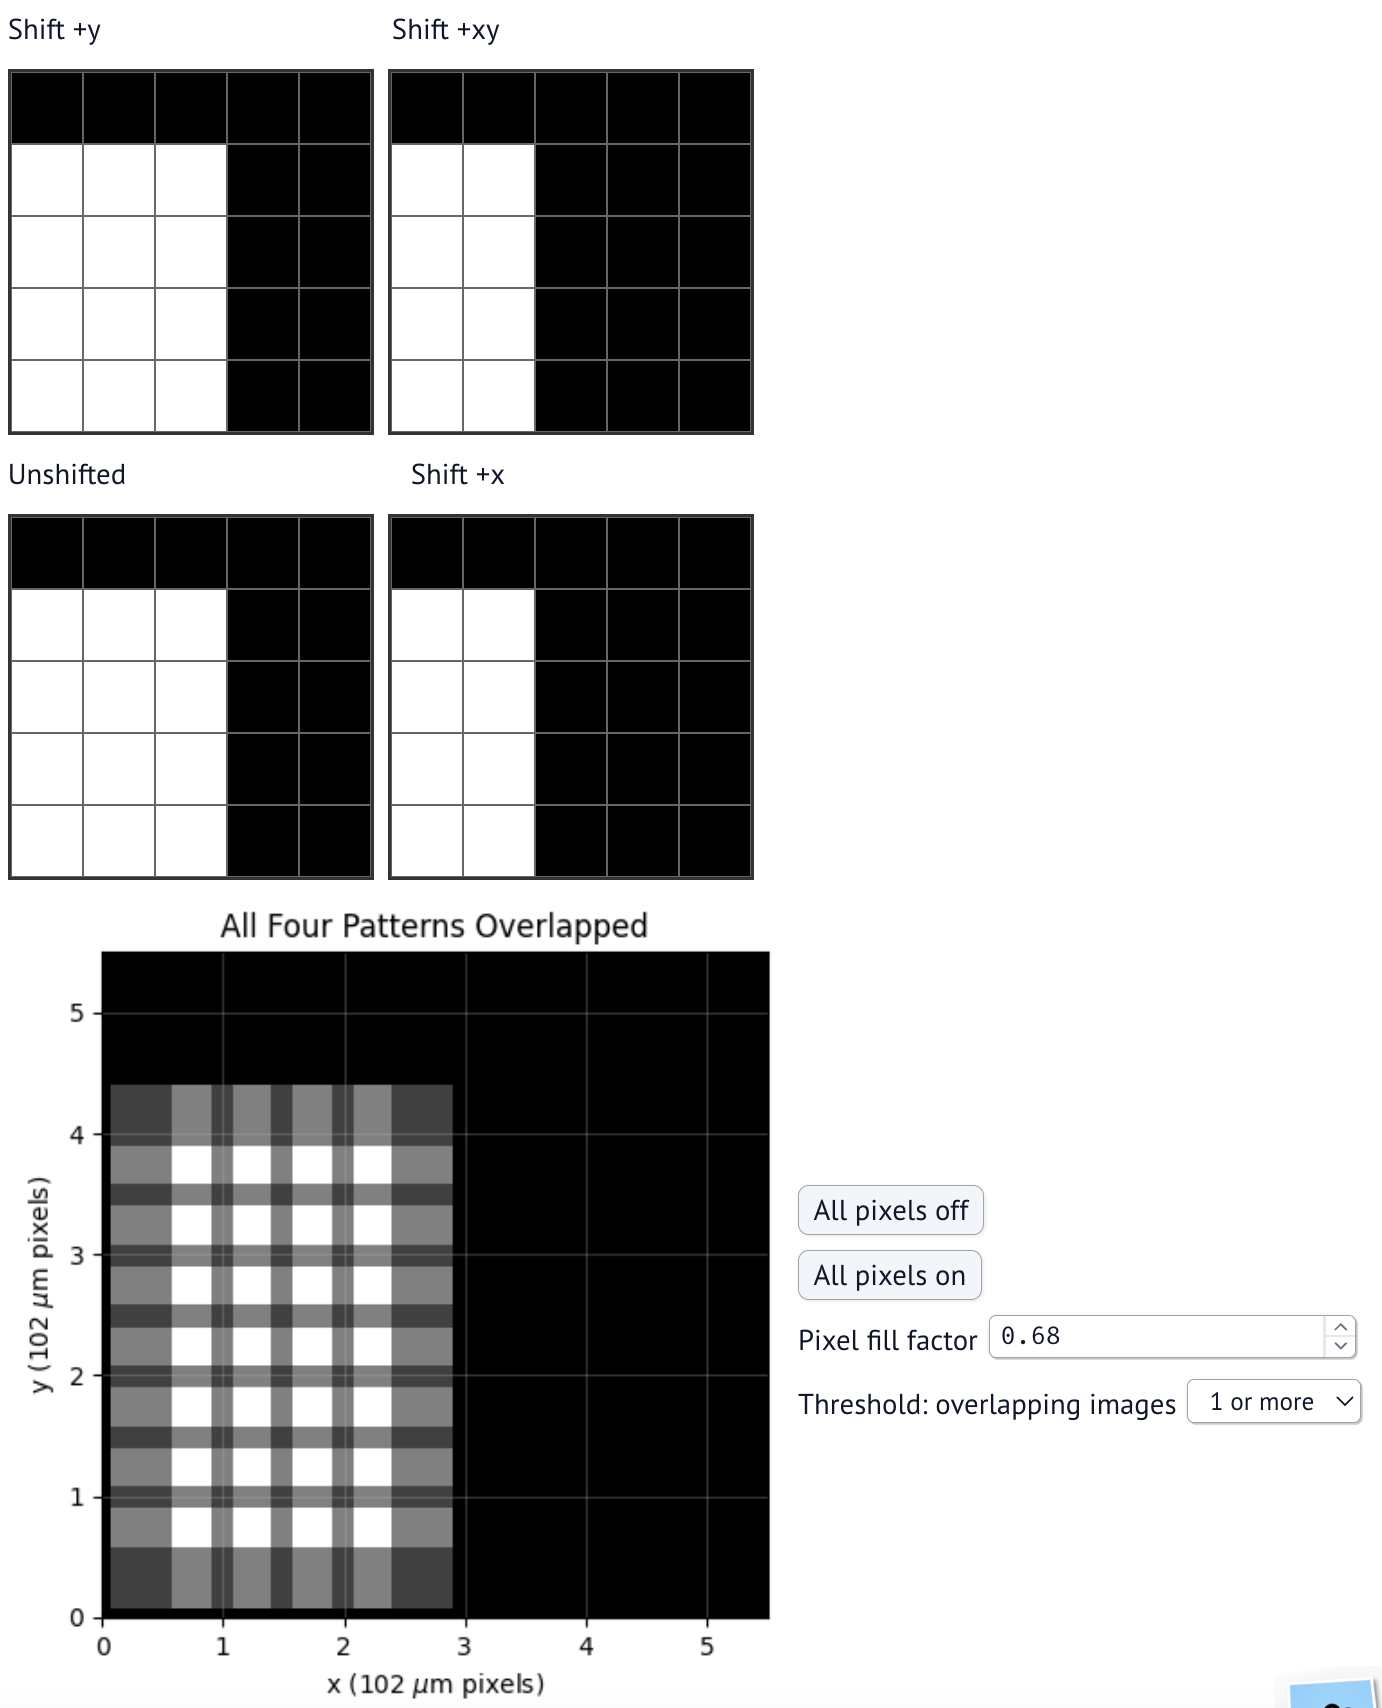 Shift +y
Shift +xy
Unshifted
Shift +x
All Four Patterns Overlapped
5
4
3
2
1
0
y (102 μm pixels)
0 1 2 3 4 5
x (102 μm pixels)
All pixels off
All pixels on
Pixel fill factor 0.68
Threshold: overlapping images 1 or more